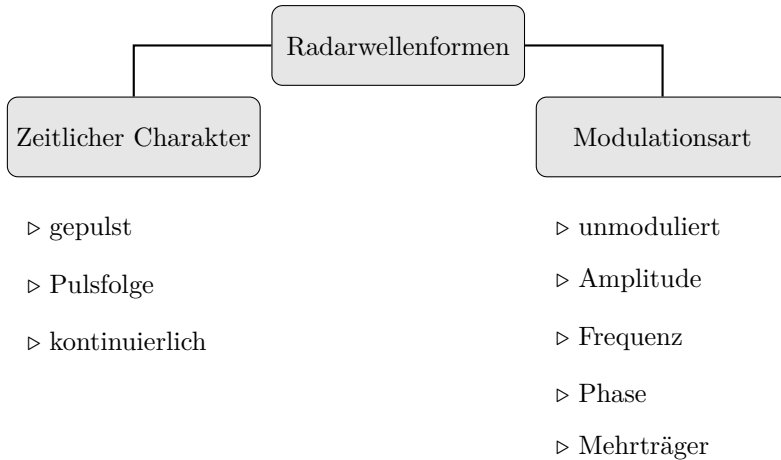 Radarwellenformen
Zeitlicher Charakter
▷ gepulst
▷ Pulsfolge
▷ kontinuierlich
Modulationsart
▷ unmoduliert
▷ Amplitude
▷ Frequenz
▷ Phase
▷ Mehrträger